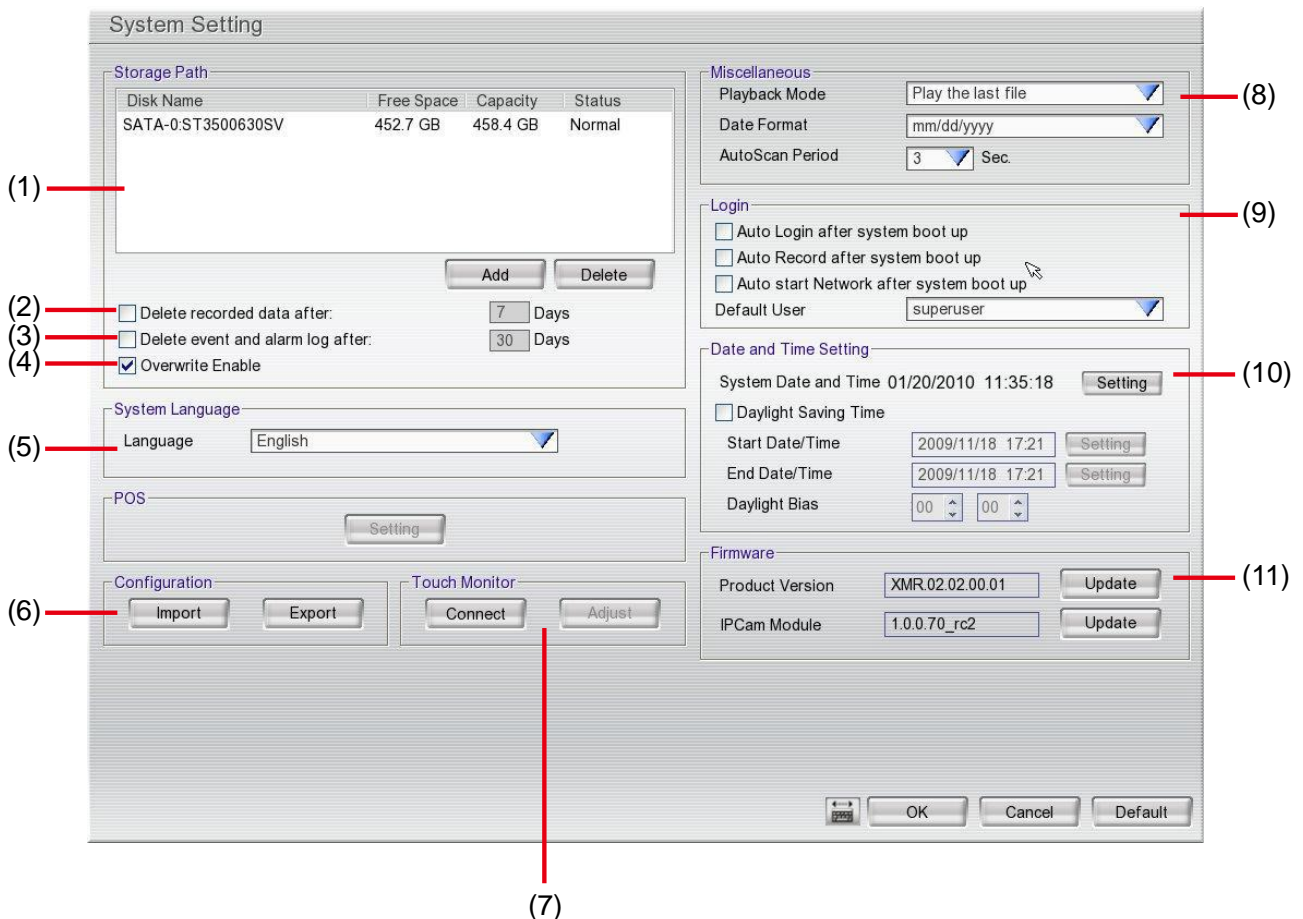 System Setting
Storage Path
Disk Name Free Space Capacity Status
SATA-0:ST3500630SV 452.7 GB 458.4 GB Normal
(1)
Add Delete
(2) Delete recorded data after: 7 Days
(3) Delete event and alarm log after: 30 Days
(4) Overwrite Enable
System Language
(5) Language English
POS
Setting
Configuration
(6) Import Export
Touch Monitor
Connect Adjust
(7)
Miscellaneous
Playback Mode Play the last file (8)
Date Format mm/dd/yyyy
AutoScan Period 3 Sec.
Login (9)
Auto Login after system boot up
Auto Record after system boot up
Auto start Network after system boot up
Default User superuser
Date and Time Setting
System Date and Time 01/20/2010 11:35:18 Setting (10)
Daylight Saving Time
Start Date/Time 2009/11/18 17:21 Setting
End Date/Time 2009/11/18 17:21 Setting
Daylight Bias 00 00
Firmware
Product Version XMR.02.02.00.01 Update (11)
IPCam Module 1.0.0.70_rc2 Update
OK Cancel Default